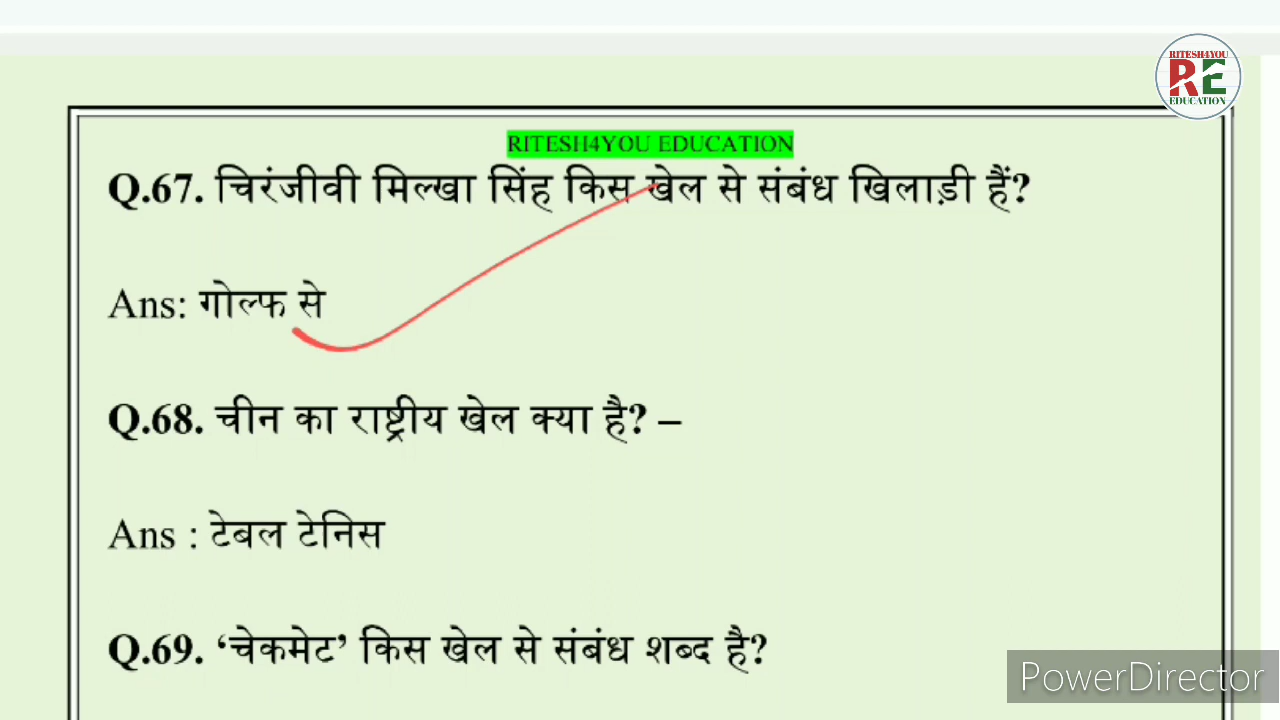 RITESH4YOU
RE
EDUCATION
RITESH4YOU EDUCATION
Q.67. चिरंजीवी मिल्खा सिंह किस खेल से संबंध खिलाड़ी हैं?
Ans: गोल्फ से
Q.68. चीन का राष्ट्रीय खेल क्या है? –
Ans : टेबल टेनिस
Q.69. ‘चेकमेट’ किस खेल से संबंध शब्द है?
PowerDirector